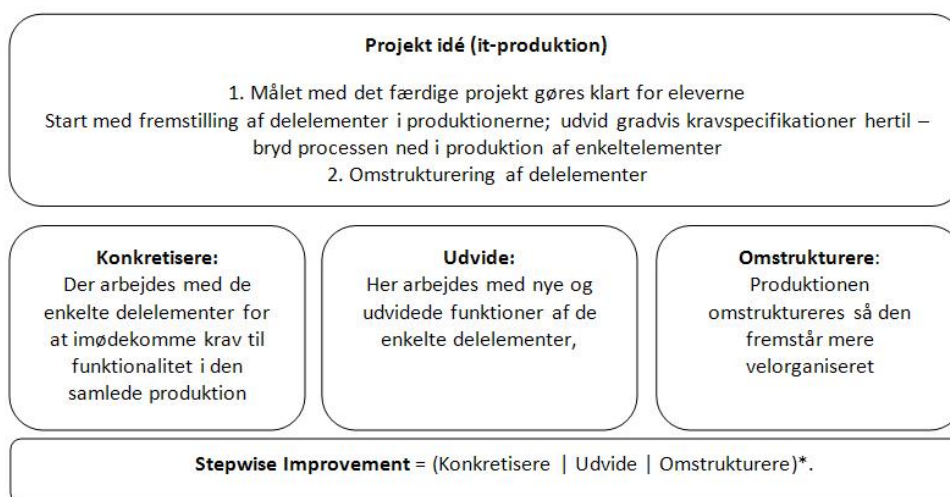 Projekt idé (it-produktion)
1. Målet med det færdige projekt gøres klart for eleverne
Start med fremstilling af delelementer i produktionerne; udvid gradvis kravspecifikationer hertil –
bryd processen ned i produktion af enkeltelementer
2. Omstrukturering af delelementer
Konkretisere:
Der arbejdes med de
enkelte delelementer for
at imødekomme krav til
funktionalitet i den
samlede produktion
Udvide:
Her arbejdes med nye og
udvidede funktioner af de
enkelte delelementer,
Omstrukturere:
Produktionen
omstruktureres så den
fremstår mere
velorganiseret
Stepwise Improvement = (Konkretisere | Udvide | Omstrukturere)*.